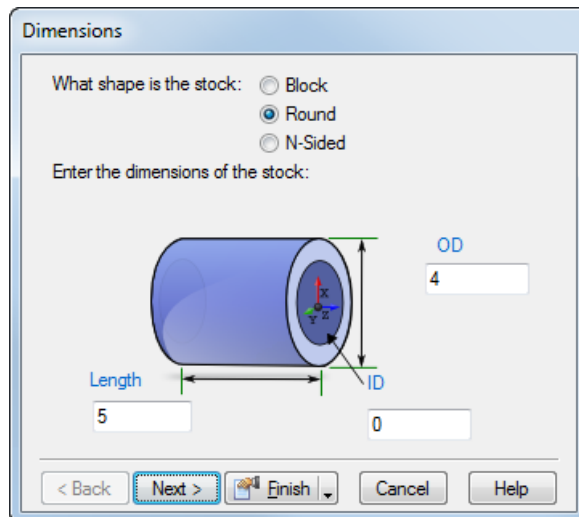 Dimensions
What shape is the stock:
Block
Round
N-Sided
Enter the dimensions of the stock:
OD
4
X
Y Z
Length
ID
5
0
< Back Next > Finish Cancel Help